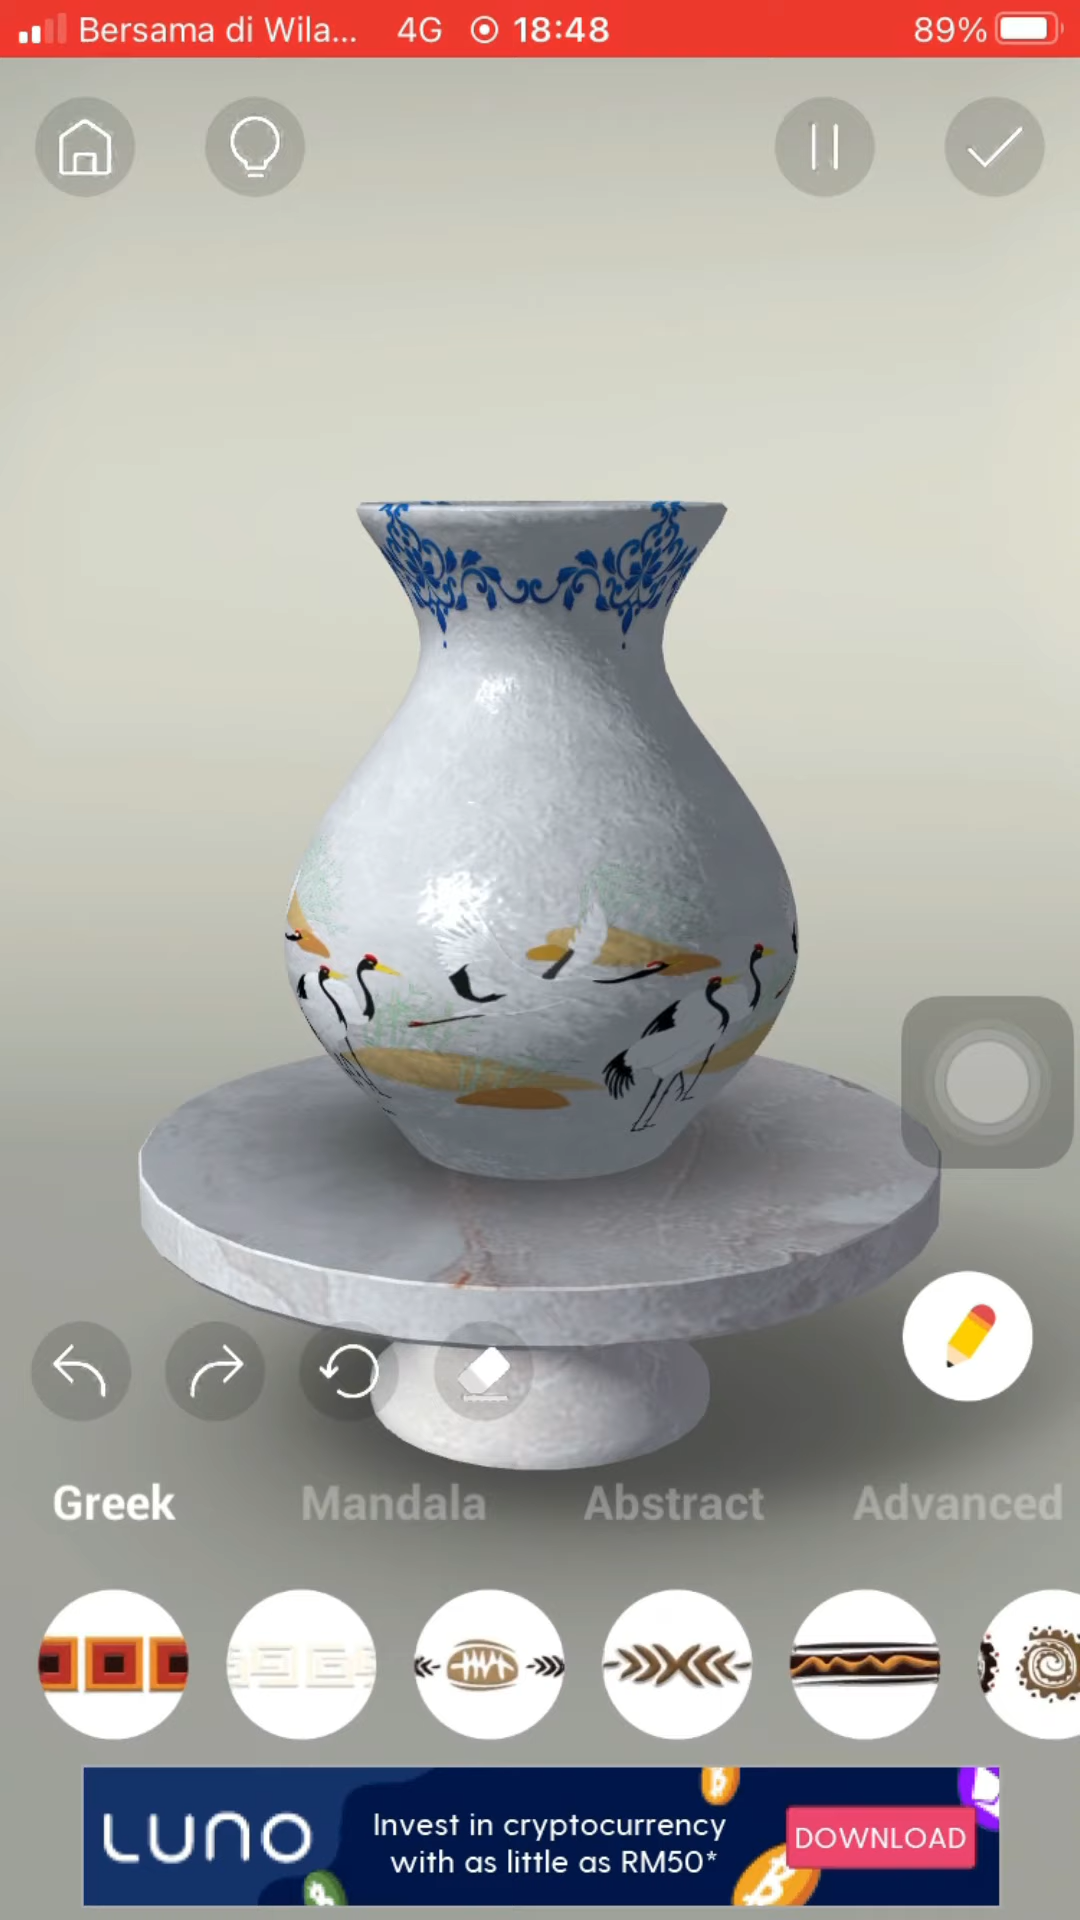 Bersama di Wila... 4G 18:48 89%
Greek Mandala Abstract Advanced
LUNO
Invest in cryptocurrency
with as little as RM50*
DOWNLOAD